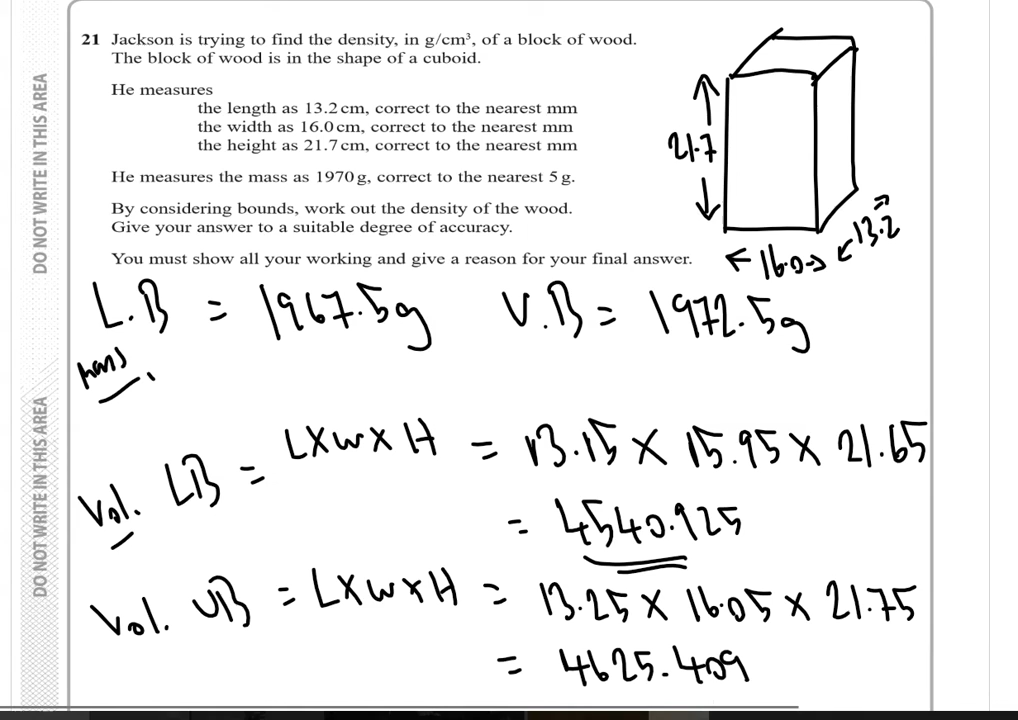 DO NOT WRITE IN THIS AREA
DO NOT WRITE IN THIS AREA
21 Jackson is trying to find the density, in g/cm³, of a block of wood.
The block of wood is in the shape of a cuboid.
He measures
the length as 13.2 cm, correct to the nearest mm
the width as 16.0 cm, correct to the nearest mm
the height as 21.7 cm, correct to the nearest mm
He measures the mass as 1970 g, correct to the nearest 5 g.
By considering bounds, work out the density of the wood.
Give your answer to a suitable degree of accuracy.
You must show all your working and give a reason for your final answer.
21.7
16.0
13.2
L.B = 1967.5g U.B = 1972.5g
mass
Vol. LB = L×W×H = 13.15 × 15.95 × 21.65
= 4540.925
Vol. UB = L×W×H = 13.25 × 16.05 × 21.75
= 4625.409